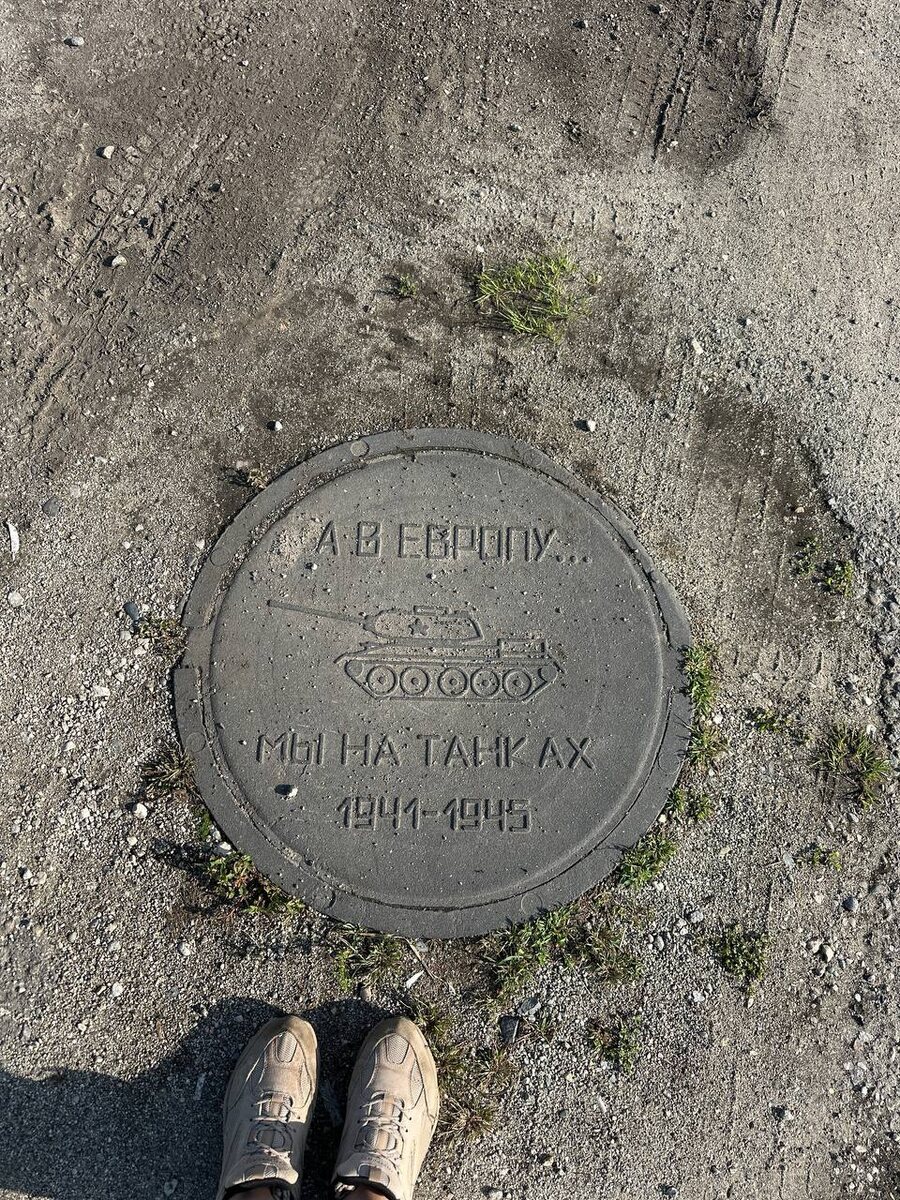 А В ЕВРОПУ...
МЫ НА ТАНКАХ
1941-1945